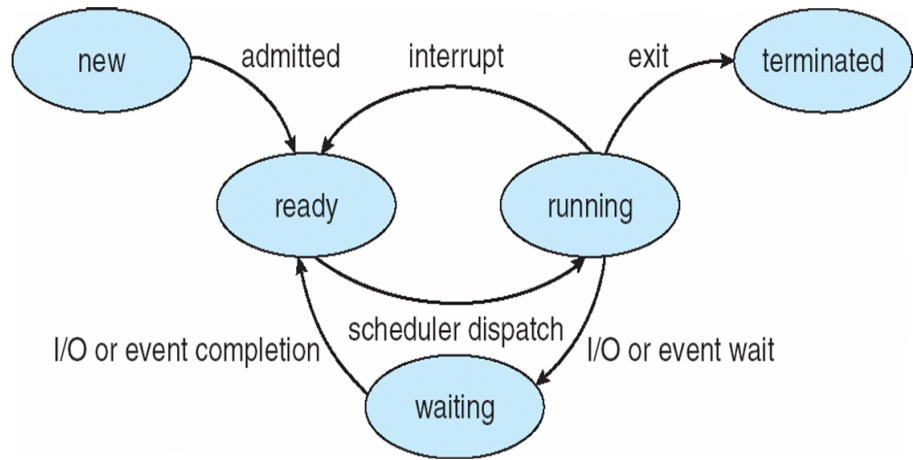 new
admitted
interrupt
exit
terminated
ready
running
scheduler dispatch
I/O or event completion
I/O or event wait
waiting